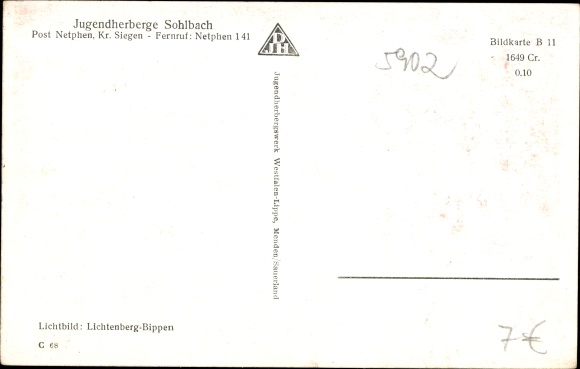 Jugendherberge Sohlbach
Post Netphen, Kr. Siegen - Fernruf: Netphen 141
DJH
Bildkarte B 11
1649 Cr.
0.10
5902
Jugendherbergswerk Westfalen-Lippe, Menden/Sauerland
Lichtbild: Lichtenberg-Bippen
C 68
7€